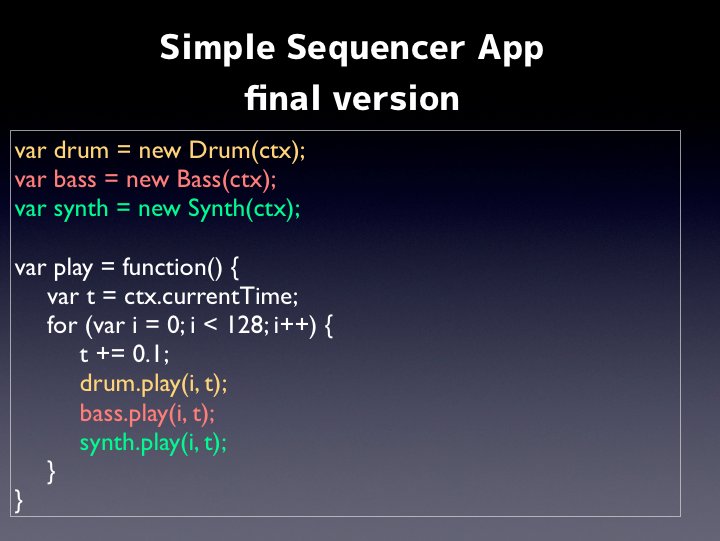 Simple Sequencer App
final version
var drum = new Drum(ctx);
var bass = new Bass(ctx);
var synth = new Synth(ctx);
var play = function() {
var t = ctx.currentTime;
for (var i = 0; i < 128; i++) {
t += 0.1;
drum.play(i, t);
bass.play(i, t);
synth.play(i, t);
}
}